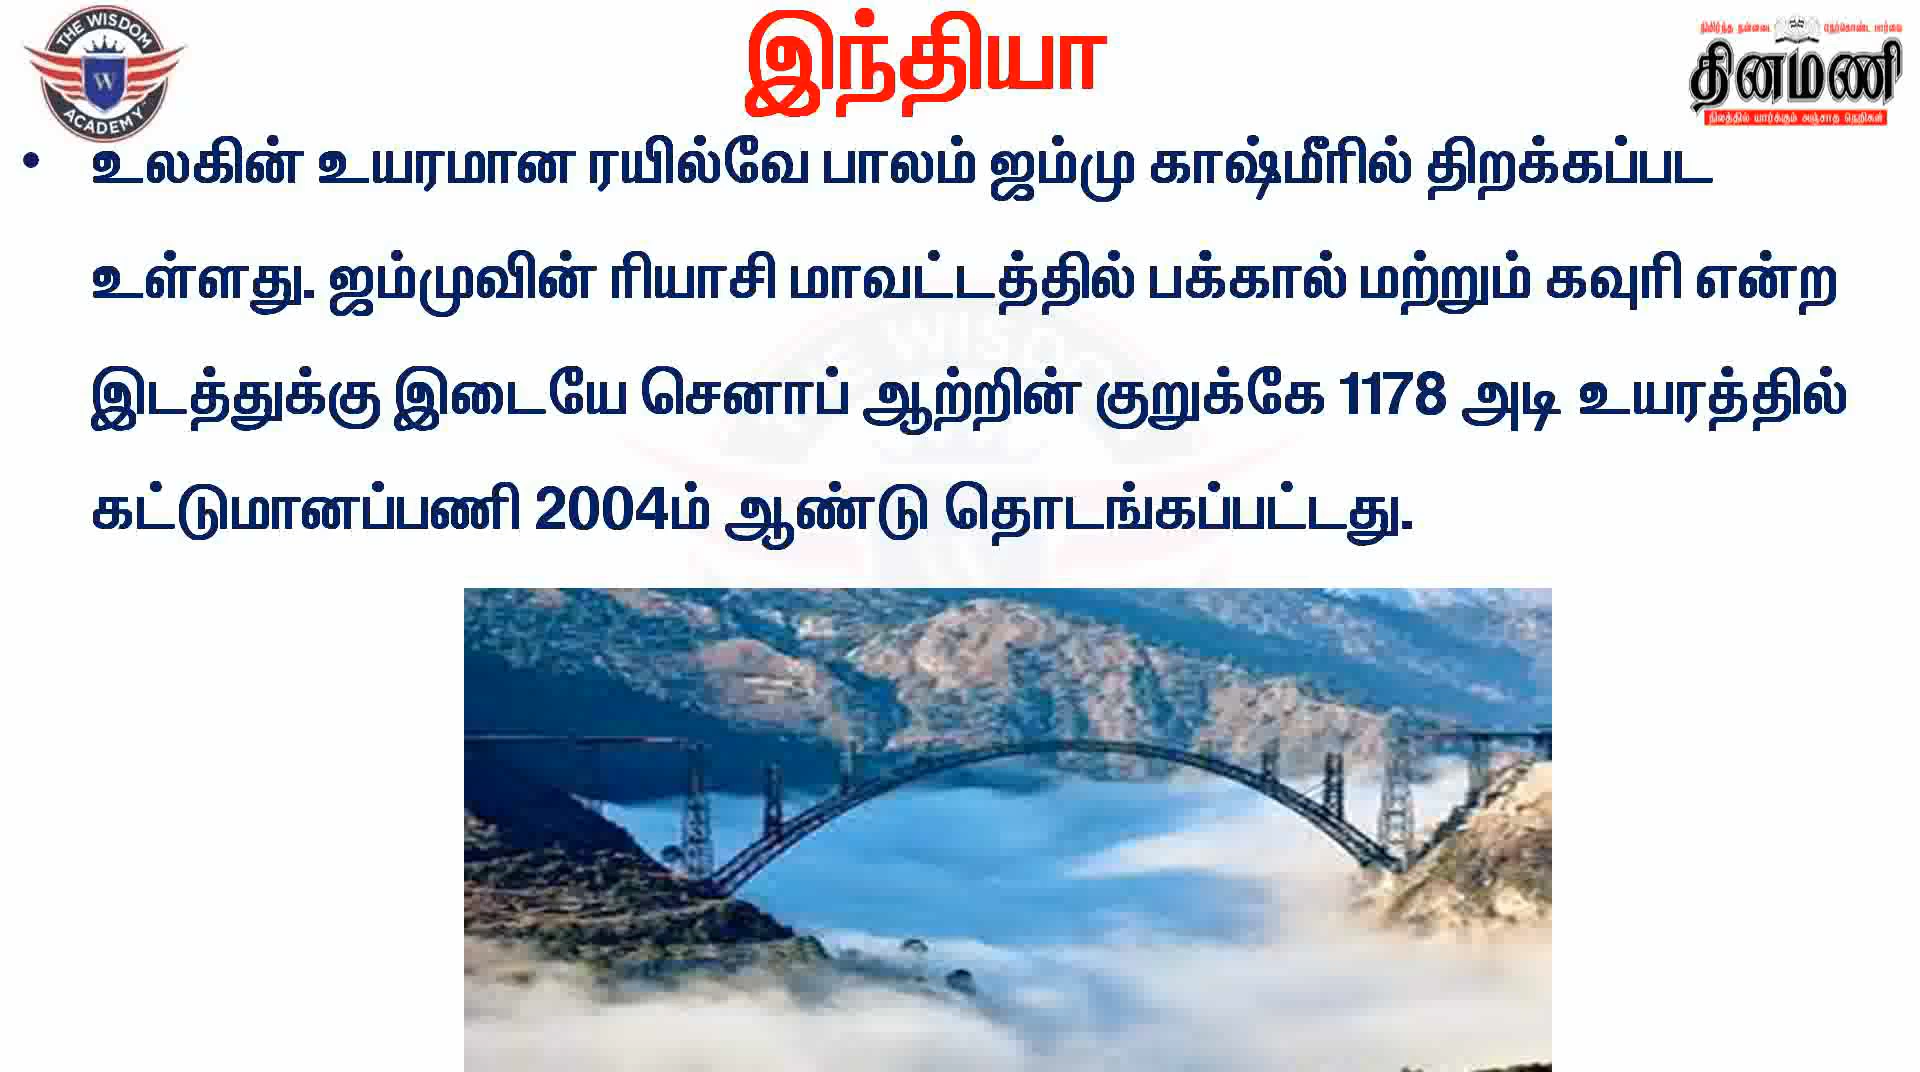 THE WISDOM ACADEMY
W
இந்தியா
தினமணி
• உலகின் உயரமான ரயில்வே பாலம் ஜம்மு காஷ்மீரில் திறக்கப்பட
உள்ளது. ஜம்முவின் ரியாசி மாவட்டத்தில் பக்கால் மற்றும் கவுரி என்ற
இடத்துக்கு இடையே செனாப் ஆற்றின் குறுக்கே 1178 அடி உயரத்தில்
கட்டுமானப்பணி 2004ம் ஆண்டு தொடங்கப்பட்டது.